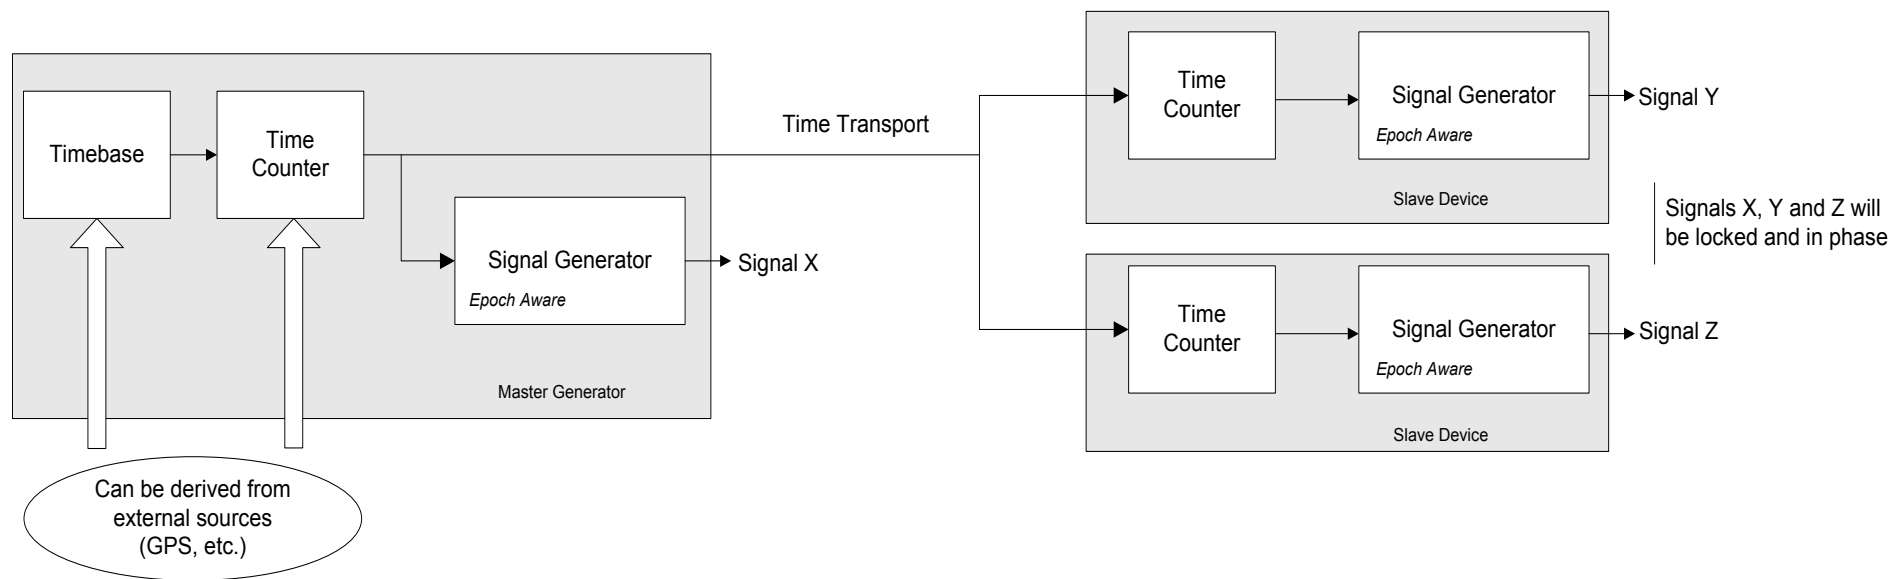 Timebase
Time
Counter
Signal Generator
Epoch Aware
Signal X
Master Generator
Can be derived from
external sources
(GPS, etc.)
Time Transport
Time
Counter
Signal Generator
Epoch Aware
Signal Y
Slave Device
Time
Counter
Signal Generator
Epoch Aware
Signal Z
Slave Device
Signals X, Y and Z will
be locked and in phase